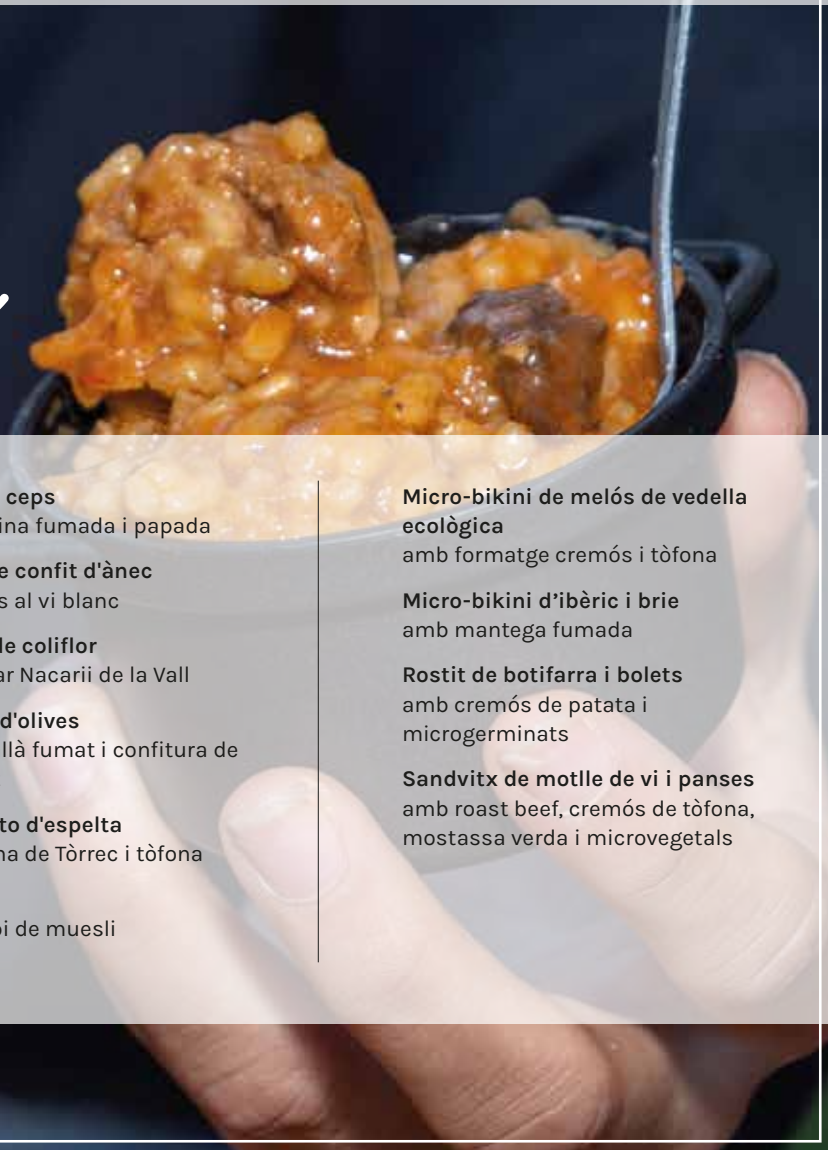 ceps
ina fumada i papada
e confit d'ànec
s al vi blanc
de coliflor
ar Nacarii de la Vall
d'olives
llà fumat i confitura de
to d'espelta
na de Tòrrec i tòfona
pi de muesli
Micro-bikini de melós de vedella
ecològica
amb formatge cremós i tòfona
Micro-bikini d’ibèric i brie
amb mantega fumada
Rostit de botifarra i bolets
amb cremós de patata i
microgerminats
Sandvitx de motlle de vi i panses
amb roast beef, cremós de tòfona,
mostassa verda i microvegetals